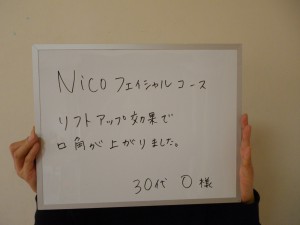 Nico フェイシャル コース
リフトアップ効果で
口角が上がりました。
30代 O 様